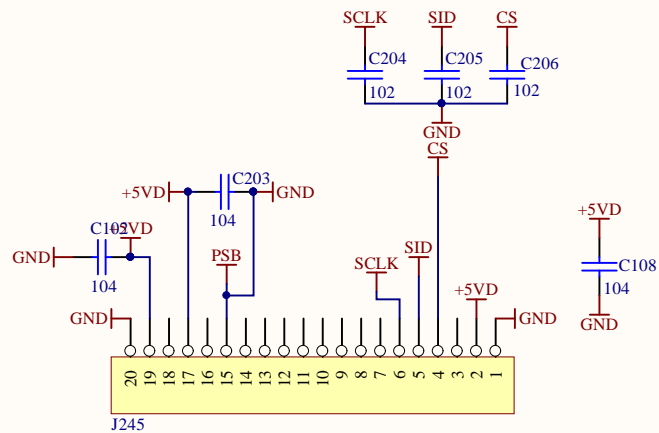 SCLK SID CS
C204 C205 C206
102 102 102
GND
CS
C203
+5VD GND
104
C102 +5VD
GND
104
PSB
SCLK SID
+5VD
+5VD
C108
104
GND
GND GND
20 19 18 17 16 15 14 13 12 11 10 9 8 7 6 5 4 3 2 1
J245